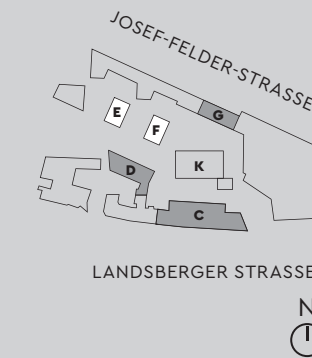 JOSEF-FELDER-STRASSE
E
F
G
D
K
C
LANDSBERGER STRASSE
N